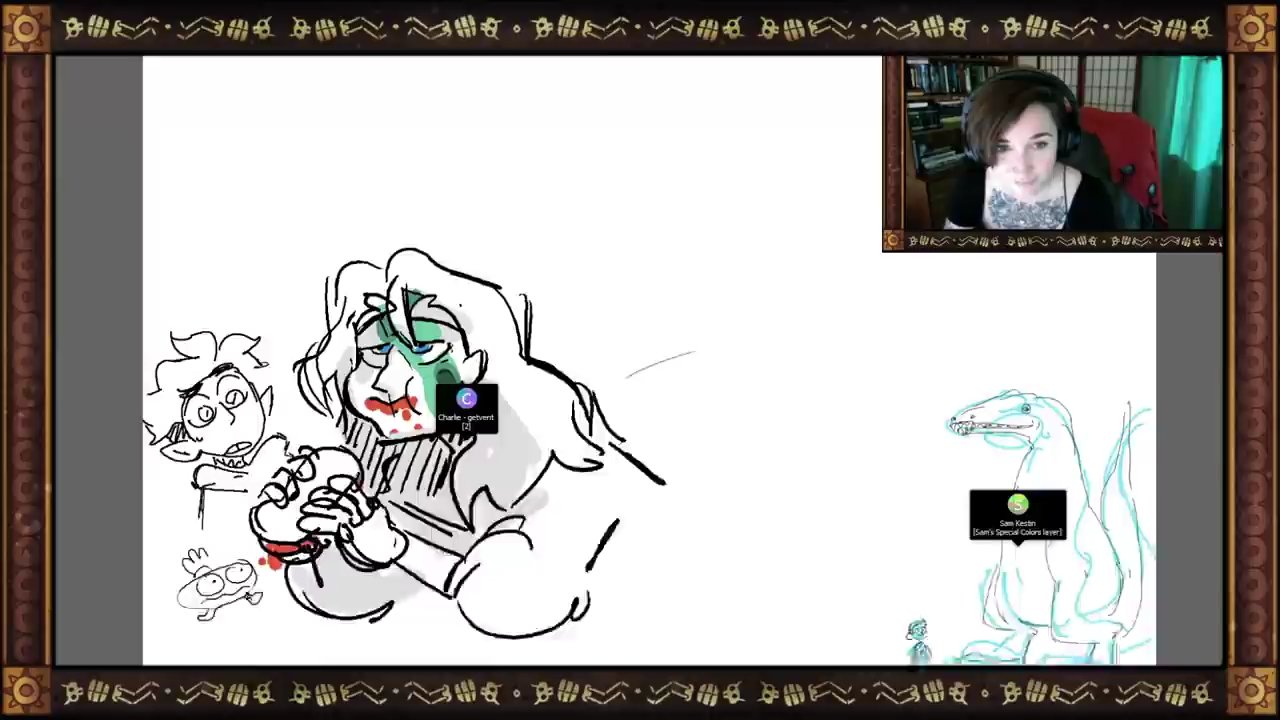 C
Charlie - getvent
[2]
S
Sam Kestin
[Sam's Special Colors layer]